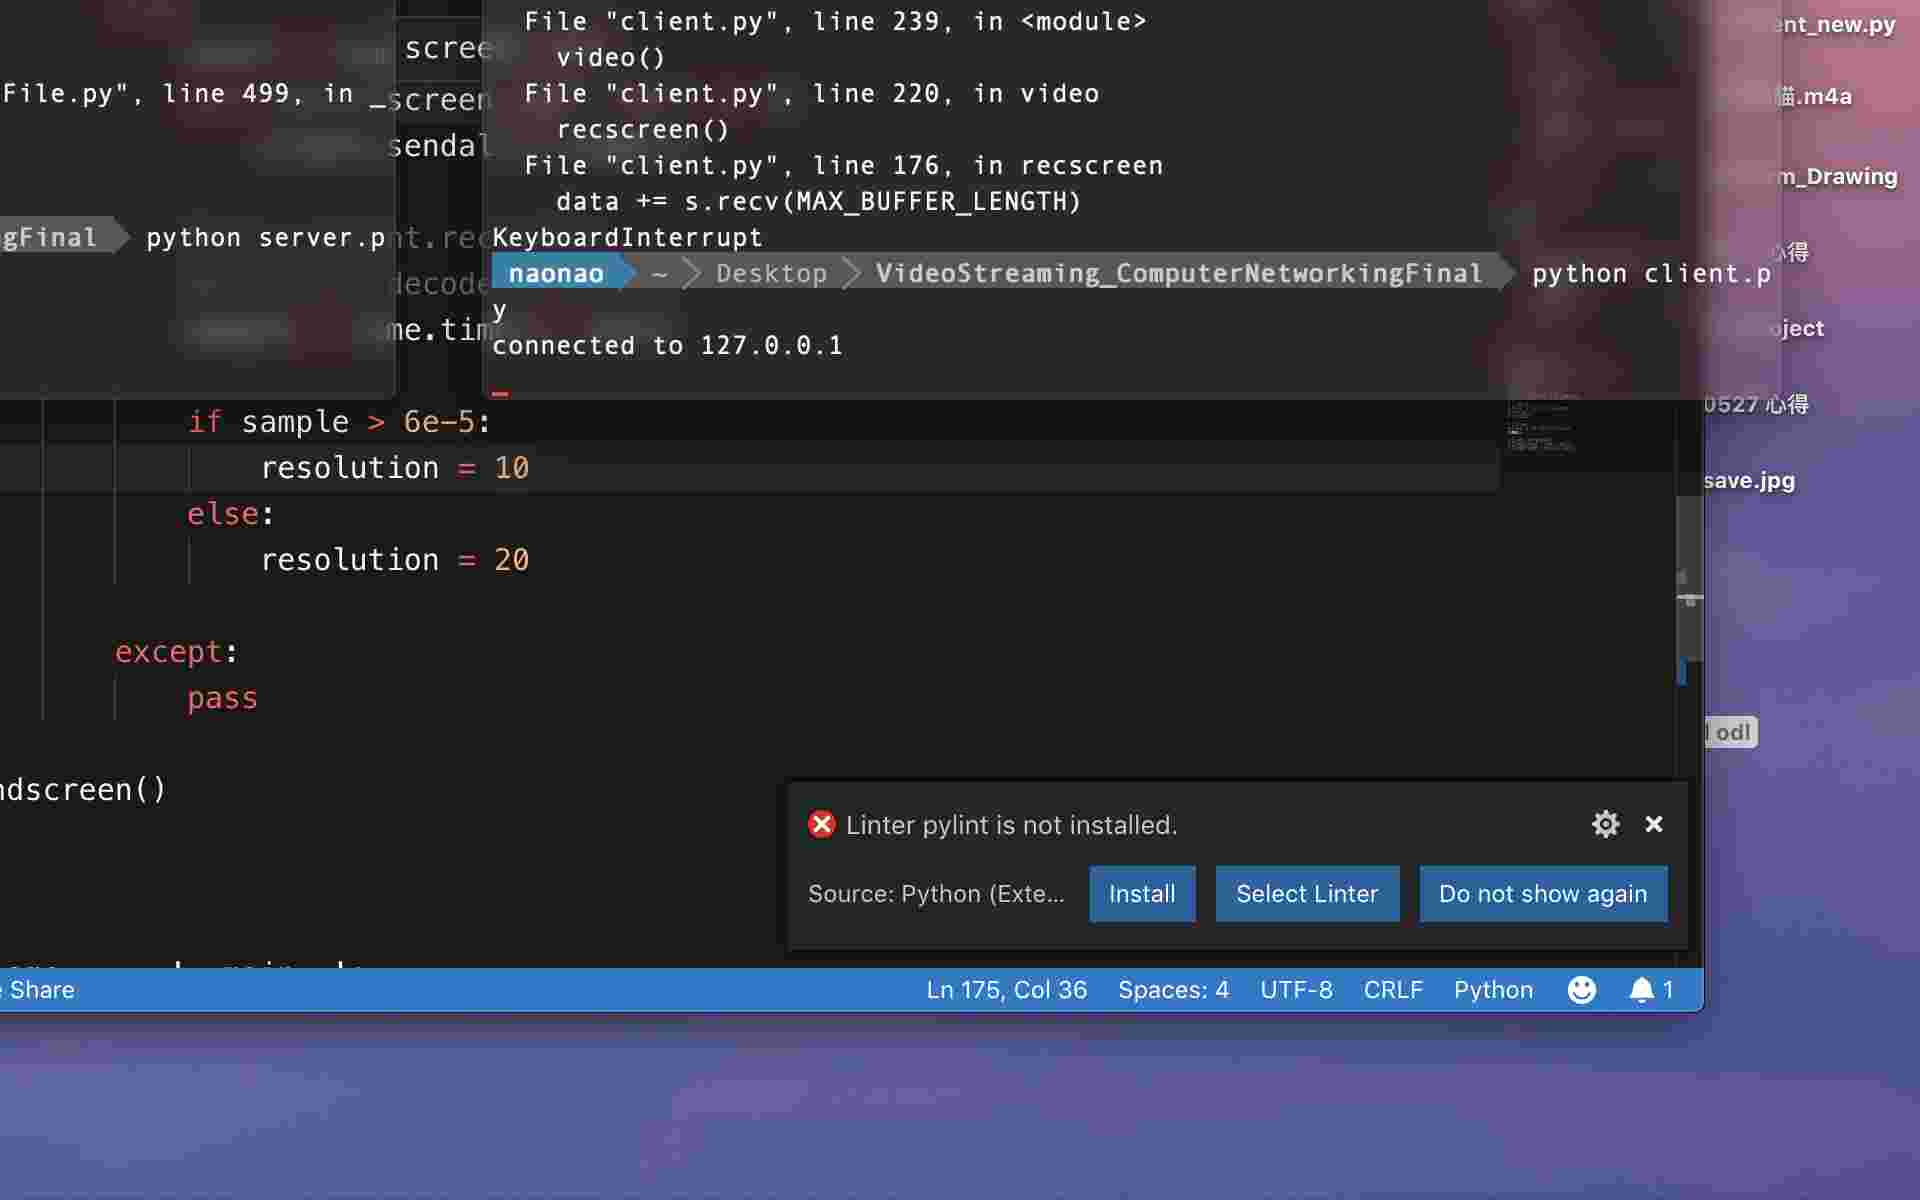 File "client.py", line 239, in <module>
video()
File "client.py", line 220, in video
recscreen()
File "client.py", line 176, in recscreen
data += s.recv(MAX_BUFFER_LENGTH)
KeyboardInterrupt
naonao ~ Desktop VideoStreaming_ComputerNetworkingFinal python client.p
y
connected to 127.0.0.1
scree
File.py", line 499, in _screen
sendal
gFinal python server.p nt.rec
decode
me.tim
if sample > 6e-5:
resolution = 10
else:
resolution = 20
except:
pass
ndscreen()
Linter pylint is not installed.
Source: Python (Exte... Install Select Linter Do not show again
Share Ln 175, Col 36 Spaces: 4 UTF-8 CRLF Python 1
ent_new.py
.m4a
m_Drawing
心得
oject
0527 心得
save.jpg
odl